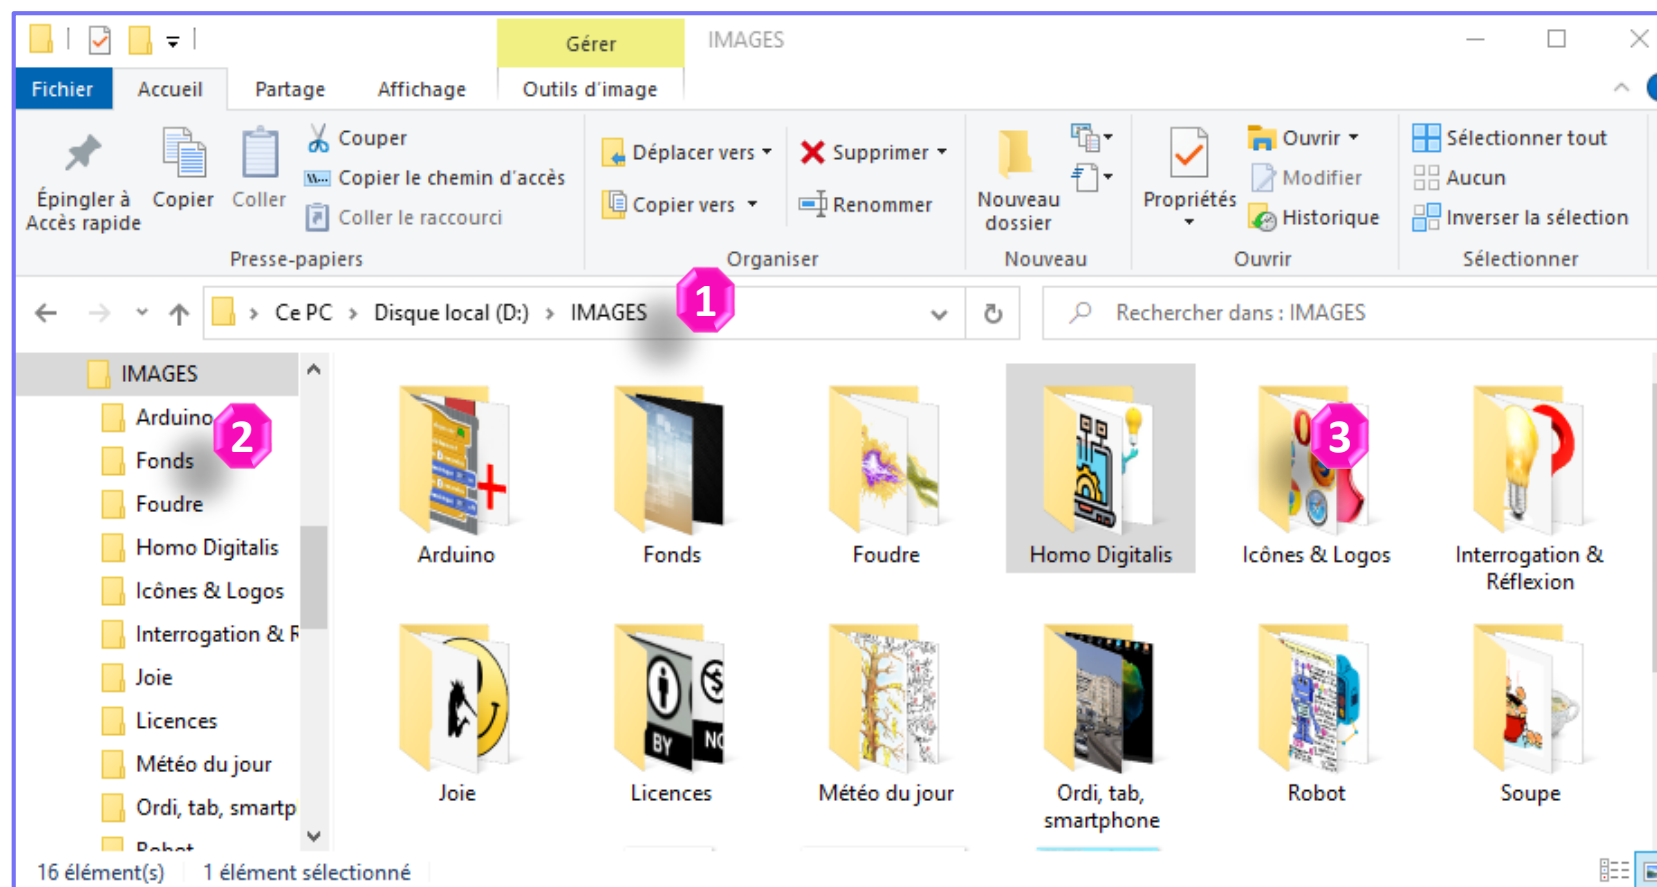 Gérer
IMAGES
Fichier
Accueil
Partage
Affichage
Outils d'image
Épingler à
Accès rapide
Copier
Coller
Couper
Copier le chemin d'accès
Coller le raccourci
Presse-papiers
Déplacer vers
Copier vers
Supprimer
Renommer
Organiser
Nouveau
dossier
Nouveau
Propriétés
Ouvrir
Modifier
Historique
Ouvrir
Sélectionner tout
Aucun
Inverser la sélection
Sélectionner
Ce PC > Disque local (D:) > IMAGES
1
Rechercher dans : IMAGES
IMAGES
Arduino
2
Fonds
Foudre
Homo Digitalis
Icônes & Logos
Interrogation & R
Joie
Licences
Météo du jour
Ordi, tab, smartp
Robot
3
Arduino
Fonds
Foudre
Homo Digitalis
Icônes & Logos
Interrogation &
Réflexion
BY
NC
Joie
Licences
Météo du jour
Ordi, tab,
smartphone
Robot
Soupe
16 élément(s)
1 élément sélectionné